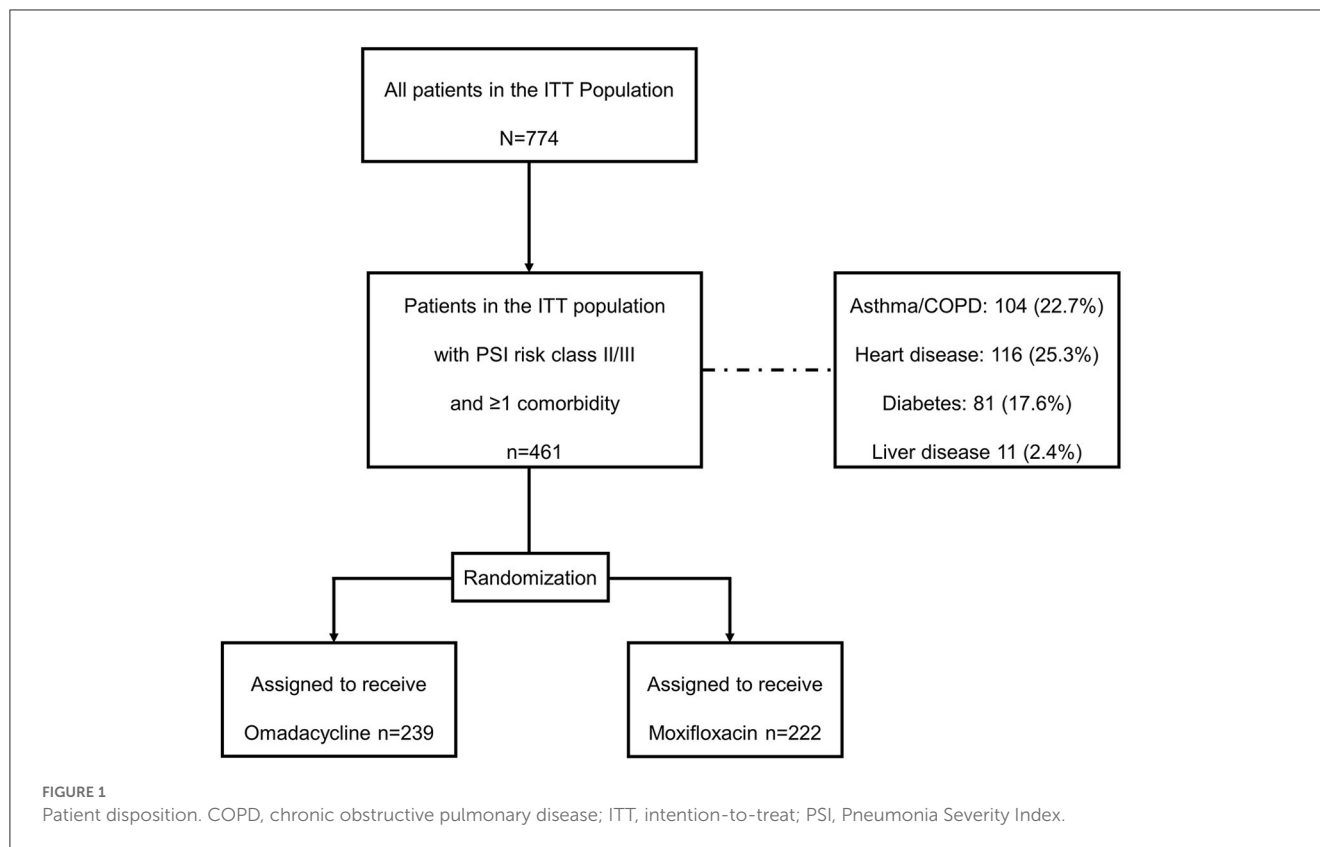 All patients in the ITT Population
N=774
Patients in the ITT population
with PSI risk class II/III
and ≥1 comorbidity
n=461
Asthma/COPD: 104 (22.7%)
Heart disease: 116 (25.3%)
Diabetes: 81 (17.6%)
Liver disease 11 (2.4%)
Randomization
Assigned to receive
Omadacycline n=239
Assigned to receive
Moxifloxacin n=222
FIGURE 1
Patient disposition. COPD, chronic obstructive pulmonary disease; ITT, intention-to-treat; PSI, Pneumonia Severity Index.